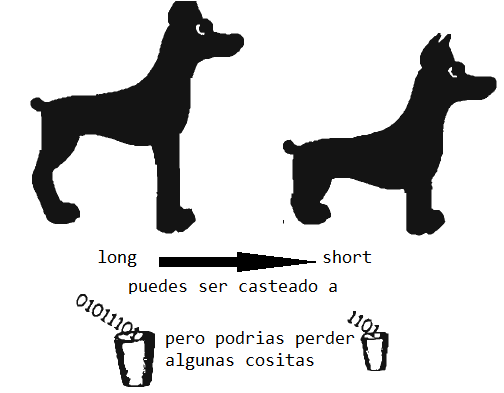 long short
puedes ser casteado a
01011101 1101
pero podrias perder
algunas cositas